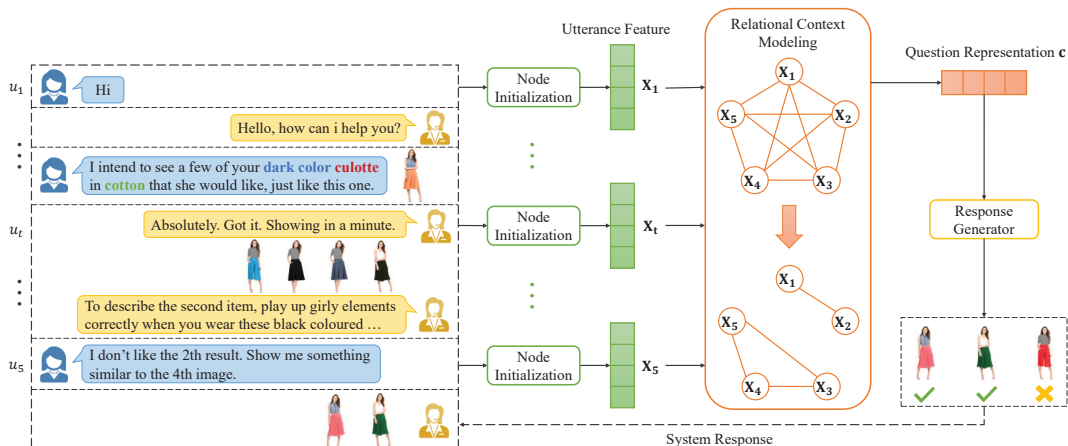 u₁
Hi
Hello, how can i help you?
I intend to see a few of your dark color culotte
in cotton that she would like, just like this one.
uₜ
Absolutely. Got it. Showing in a minute.
To describe the second item, play up girly elements
correctly when you wear these black coloured …
u₅
I don't like the 2th result. Show me something
similar to the 4th image.
Node
Initialization
Node
Initialization
Node
Initialization
Utterance Feature
X₁
Xₜ
X₅
Relational Context
Modeling
X₁
X₅
X₂
X₄
X₃
X₁
X₂
X₅
X₄
X₃
Question Representation c
Response
Generator
System Response